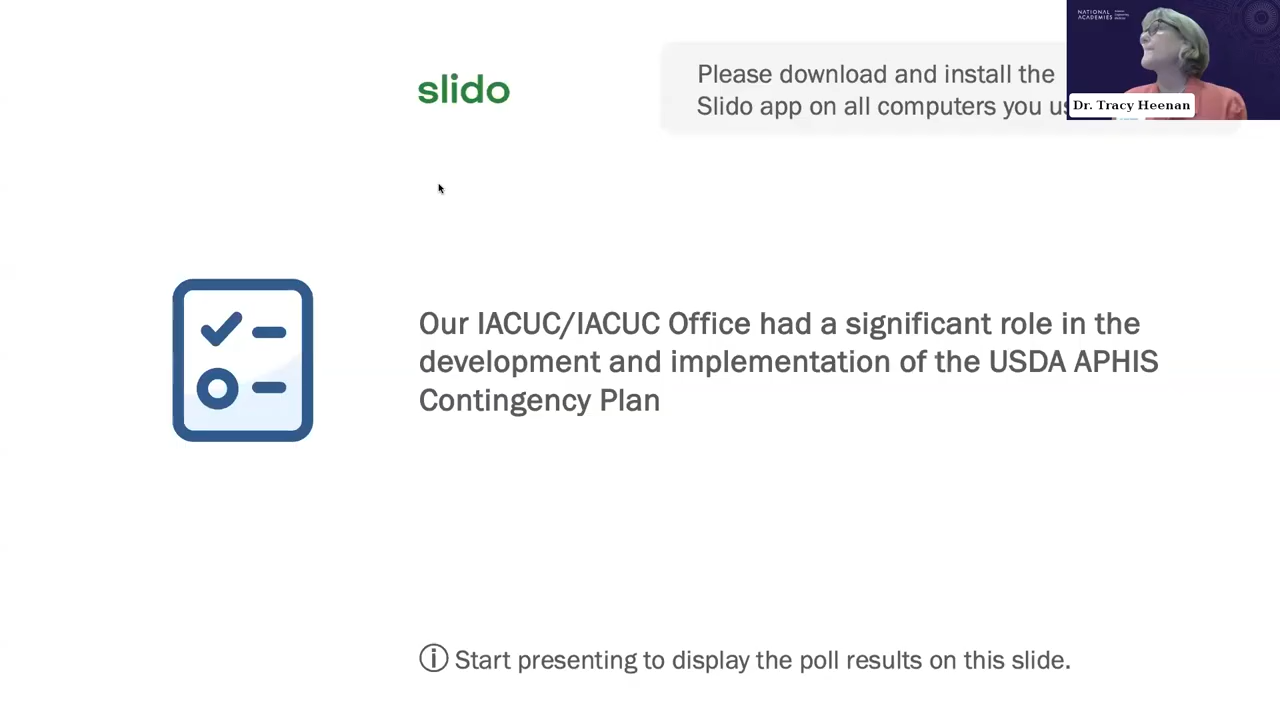 slido
Please download and install the
Slido app on all computers you
NATIONAL
ACADEMIES
Dr. Tracy Heenan
Our IACUC/IACUC Office had a significant role in the
development and implementation of the USDA APHIS
Contingency Plan
Start presenting to display the poll results on this slide.